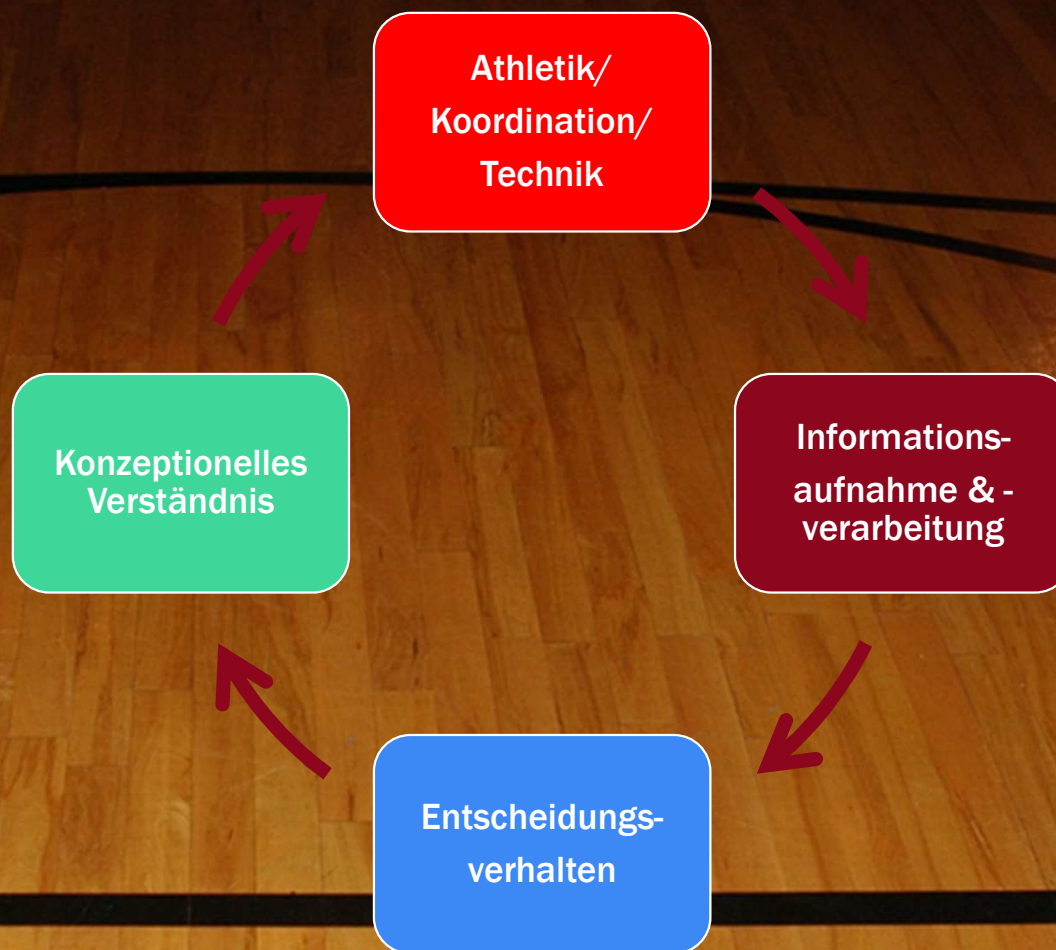 Athletik/
Koordination/
Technik
Informations-
aufnahme & -
verarbeitung
Entscheidungs-
verhalten
Konzeptionelles
Verständnis